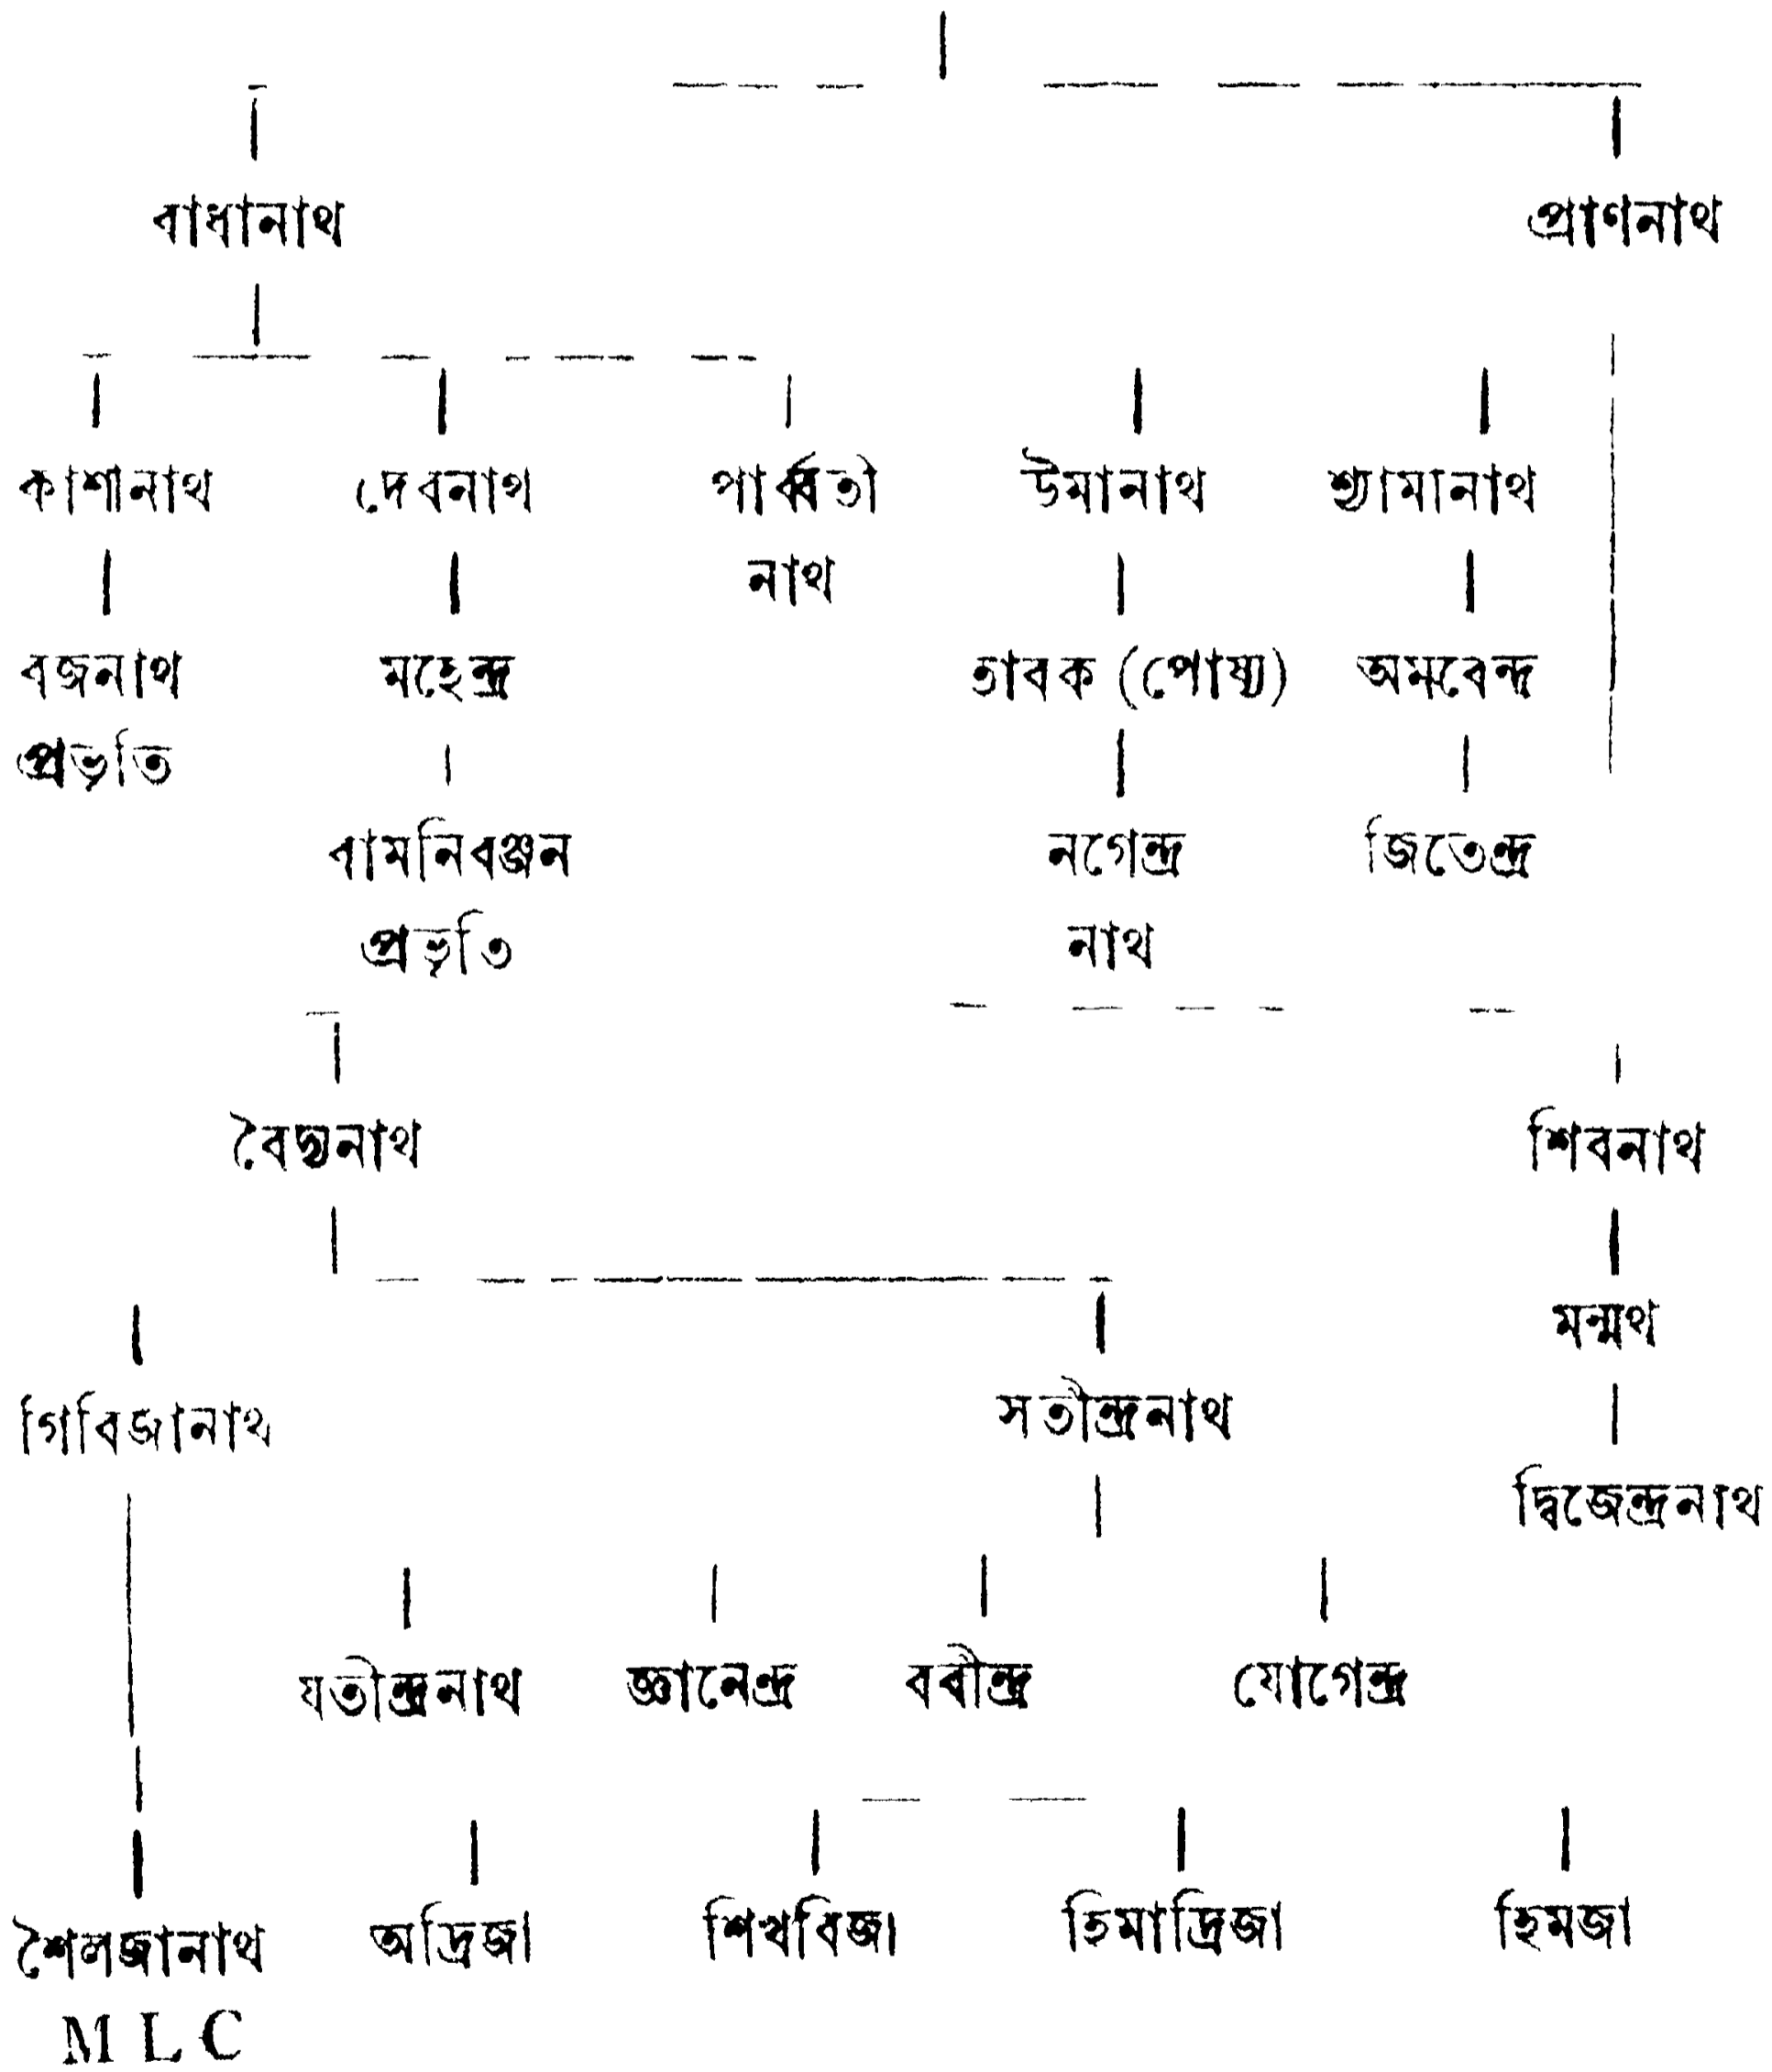 রাধানাথ প্রাণনাথ
কাশীনাথ দেবনাথ পার্ব্বতী উমানাথ শ্যামানাথ
নাথ
ব্রজনাথ মহেন্দ্র তারক (পোষ্য) অমরেন্দ্র
প্রভৃতি
রামনিরঞ্জন নগেন্দ্র জিতেন্দ্র
প্রভৃতি নাথ
বৈদ্যনাথ শিবনাথ
মন্মথ
গিরিজানাথ সতীন্দ্রনাথ
দ্বিজেন্দ্রনাথ
যতীন্দ্রনাথ জ্ঞানেন্দ্র রবীন্দ্র যোগেন্দ্র
শৈলজানাথ অদ্রিজা শিখরিজা হিমাদ্রিজা হিমজা
M L C